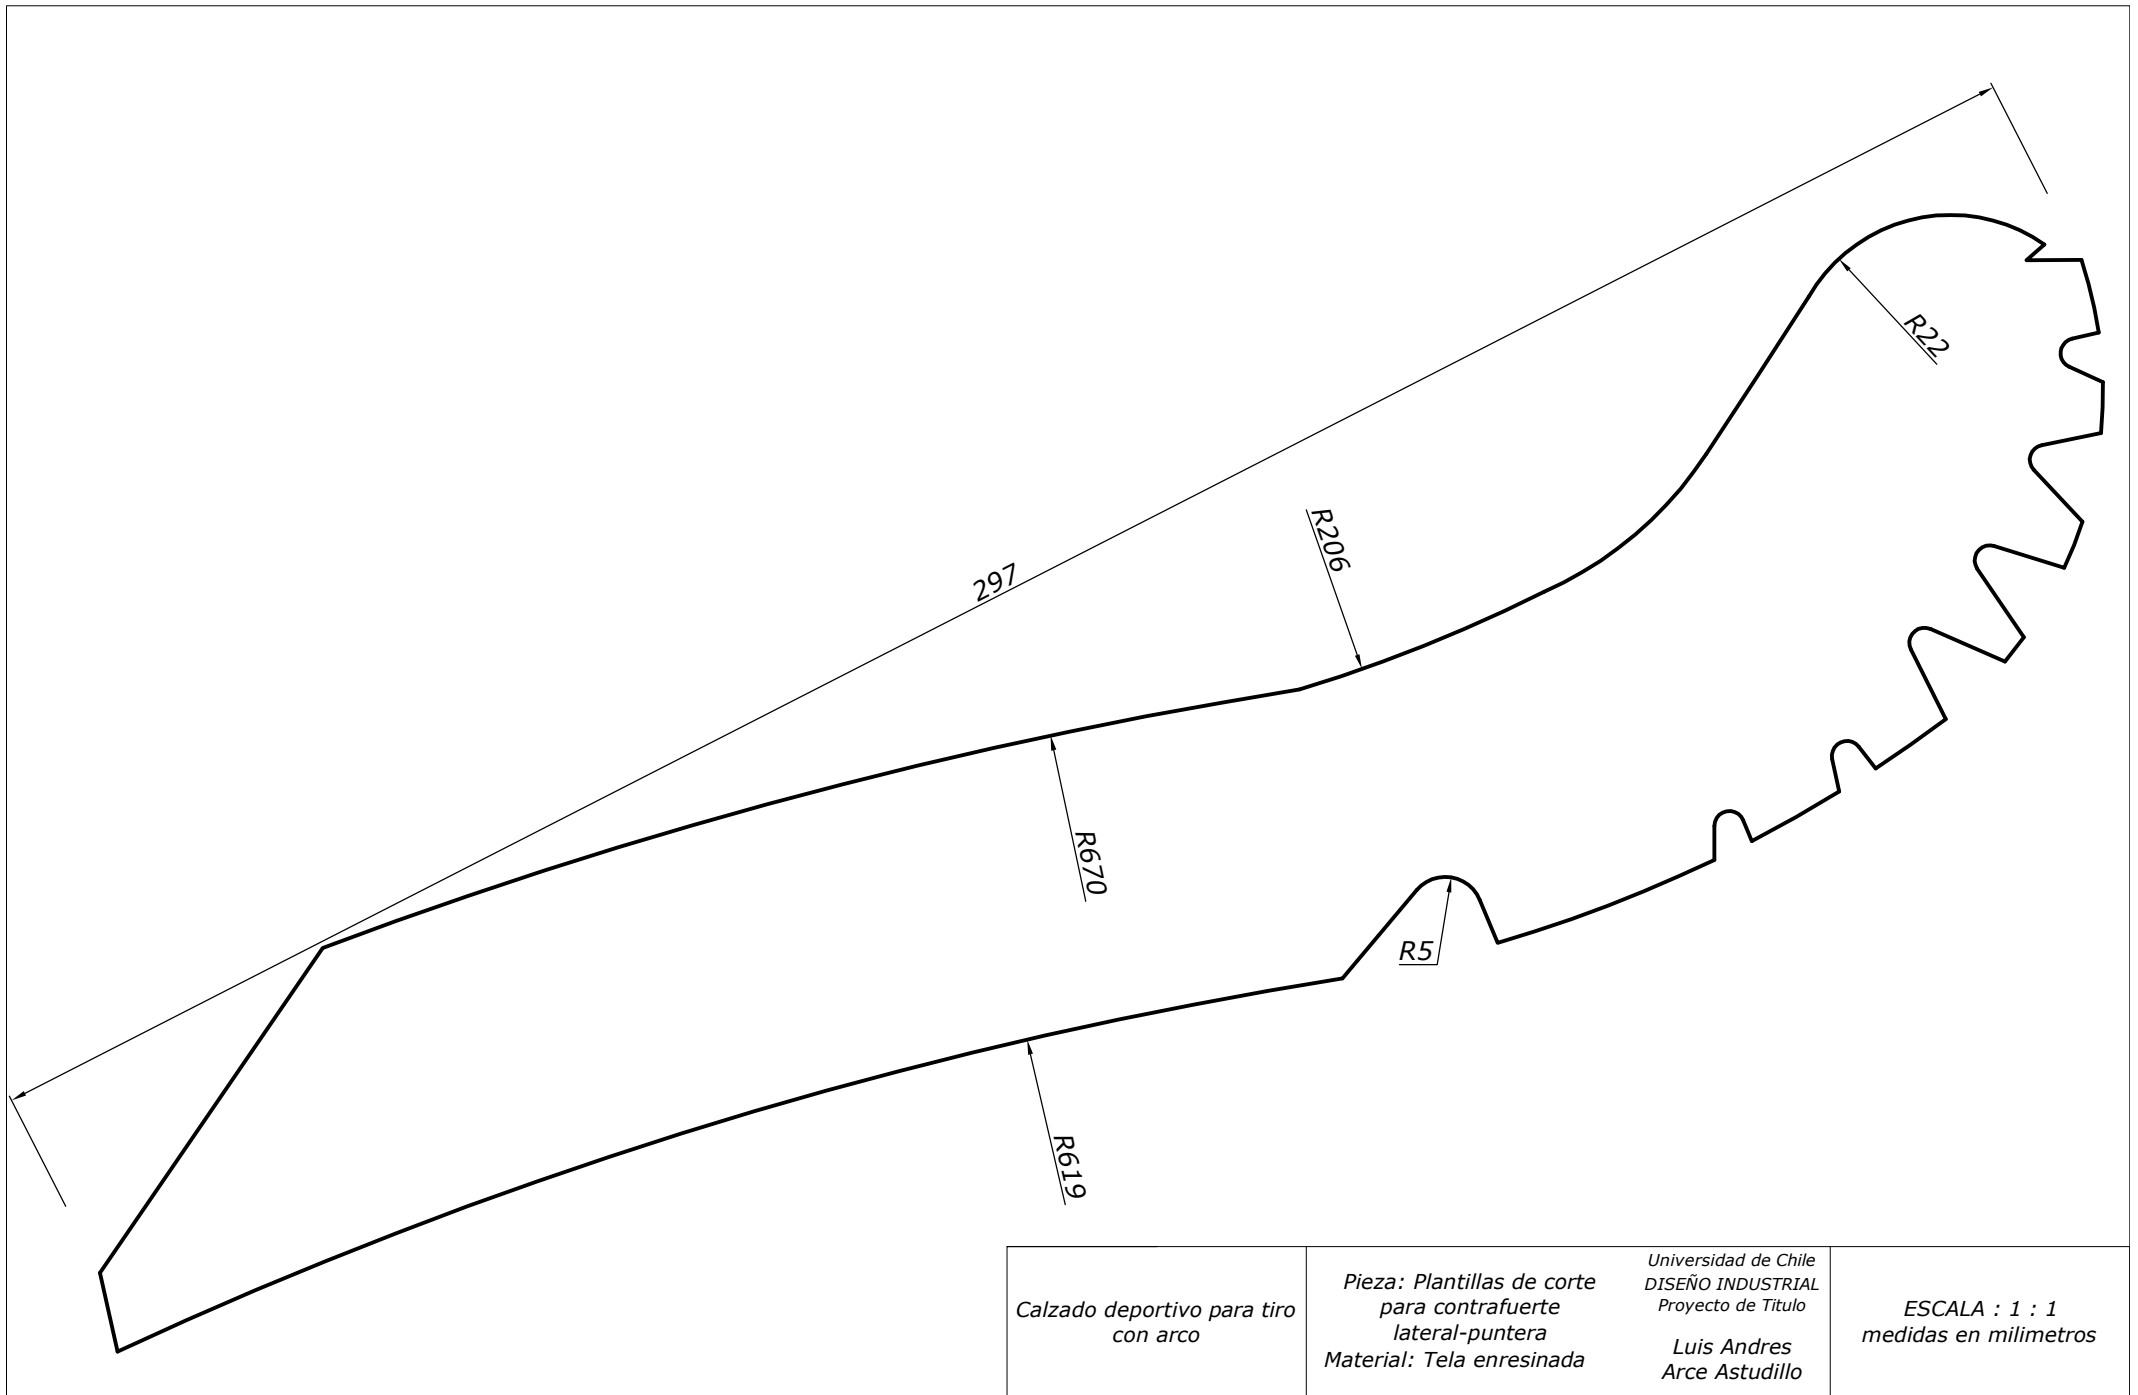 R22
R206
297
R670
R5
R619
Calzado deportivo para tiro
con arco
Pieza: Plantillas de corte
para contrafuerte
lateral-puntera
Material: Tela enresinada
Universidad de Chile
DISEÑO INDUSTRIAL
Proyecto de Titulo
Luis Andres
Arce Astudillo
ESCALA : 1 : 1
medidas en milimetros